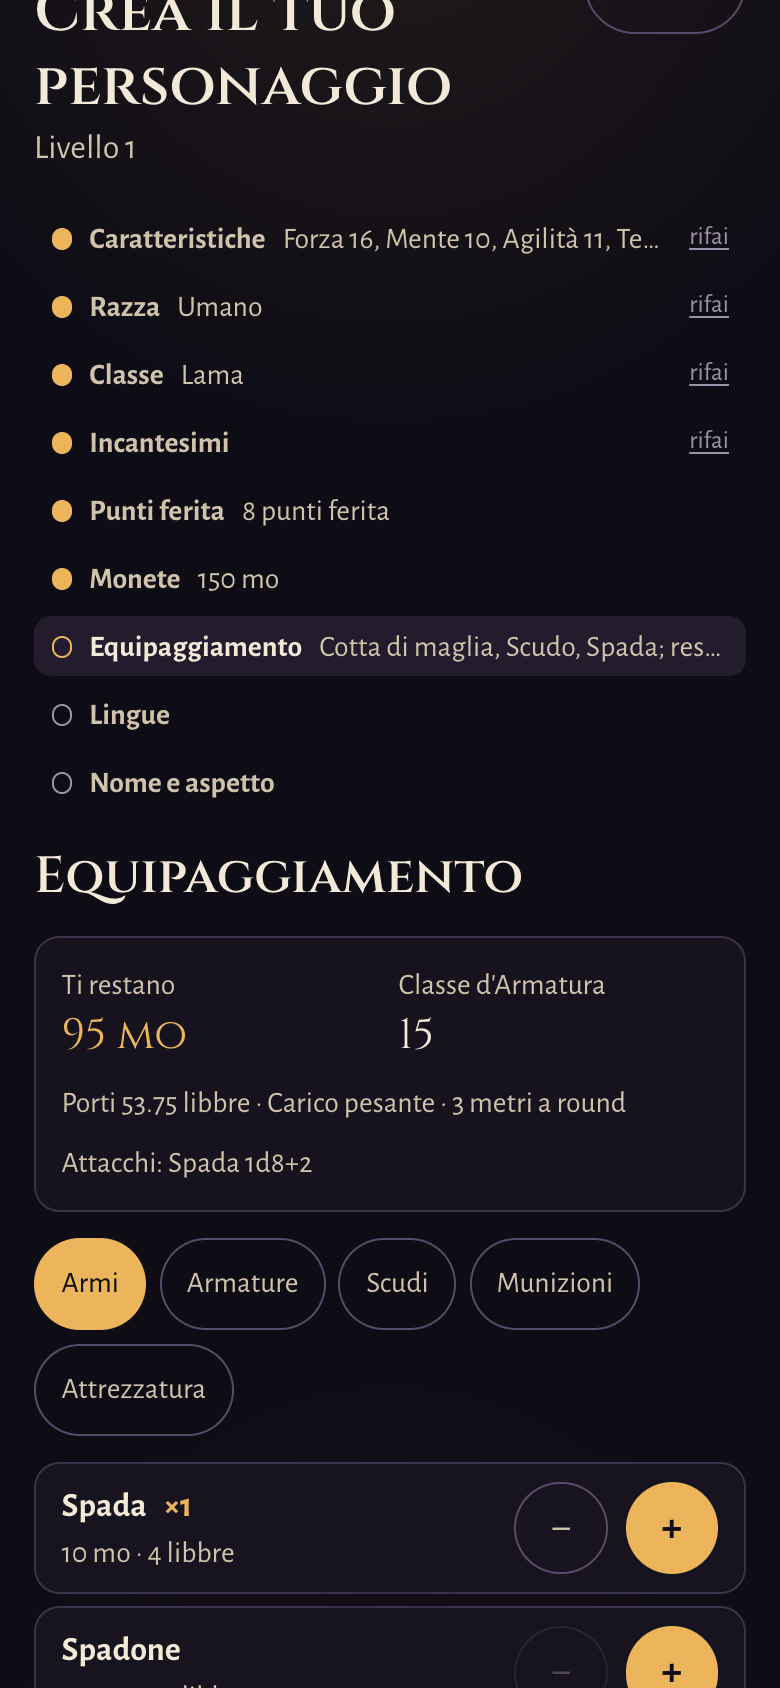 Crea il tuo
personaggio
Livello 1
Caratteristiche Forza 16, Mente 10, Agilità 11, Te... rifai
Razza Umano rifai
Classe Lama rifai
Incantesimi rifai
Punti ferita 8 punti ferita
Monete 150 mo
Equipaggiamento Cotta di maglia, Scudo, Spada; res...
Lingue
Nome e aspetto
Equipaggiamento
Ti restano Classe d'Armatura
95 mo 15
Porti 53.75 libbre · Carico pesante · 3 metri a round
Attacchi: Spada 1d8+2
Armi Armature Scudi Munizioni
Attrezzatura
Spada ×1 − +
10 mo · 4 libbre
Spadone − +